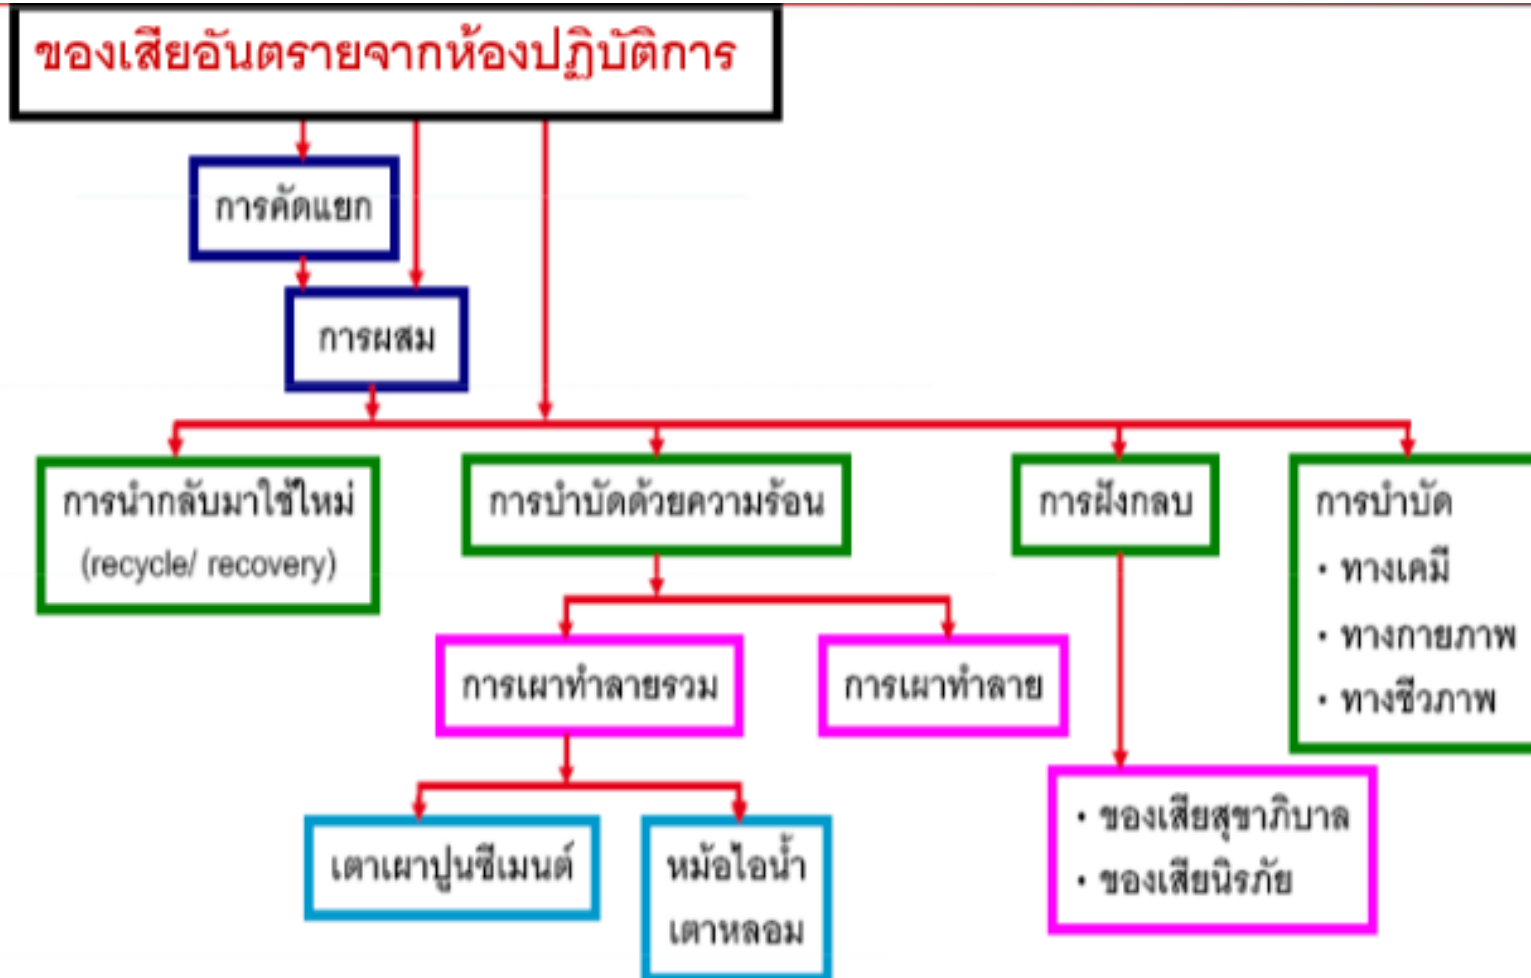 ของเสียอันตรายจากห้องปฏิบัติการ
การคัดแยก
การผสม
การนำกลับมาใช้ใหม่
(recycle/ recovery)
การบำบัดด้วยความร้อน
การฝังกลบ
การบำบัด
• ทางเคมี
• ทางกายภาพ
• ทางชีวภาพ
การเผาทำลายรวม
การเผาทำลาย
• ของเสียสุขาภิบาล
• ของเสียนิรภัย
เตาเผาปูนซีเมนต์
หม้อไอน้ำ
เตาหลอม